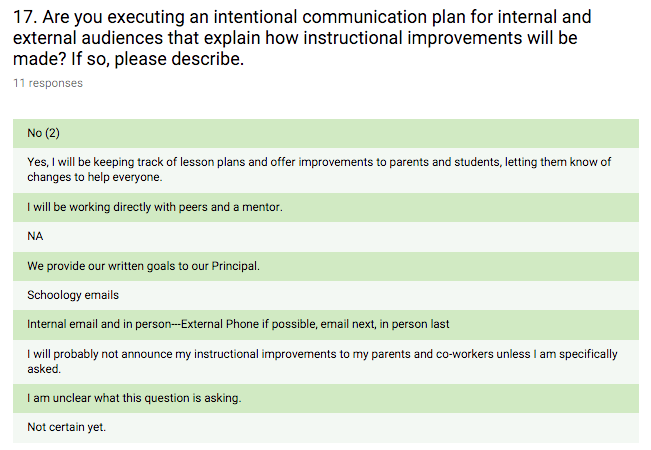 17. Are you executing an intentional communication plan for internal and
external audiences that explain how instructional improvements will be
made? If so, please describe.
11 responses
No (2)
Yes, I will be keeping track of lesson plans and offer improvements to parents and students, letting them know of
changes to help everyone.
I will be working directly with peers and a mentor.
NA
We provide our written goals to our Principal.
Schoology emails
Internal email and in person---External Phone if possible, email next, in person last
I will probably not announce my instructional improvements to my parents and co-workers unless I am specifically
asked.
I am unclear what this question is asking.
Not certain yet.